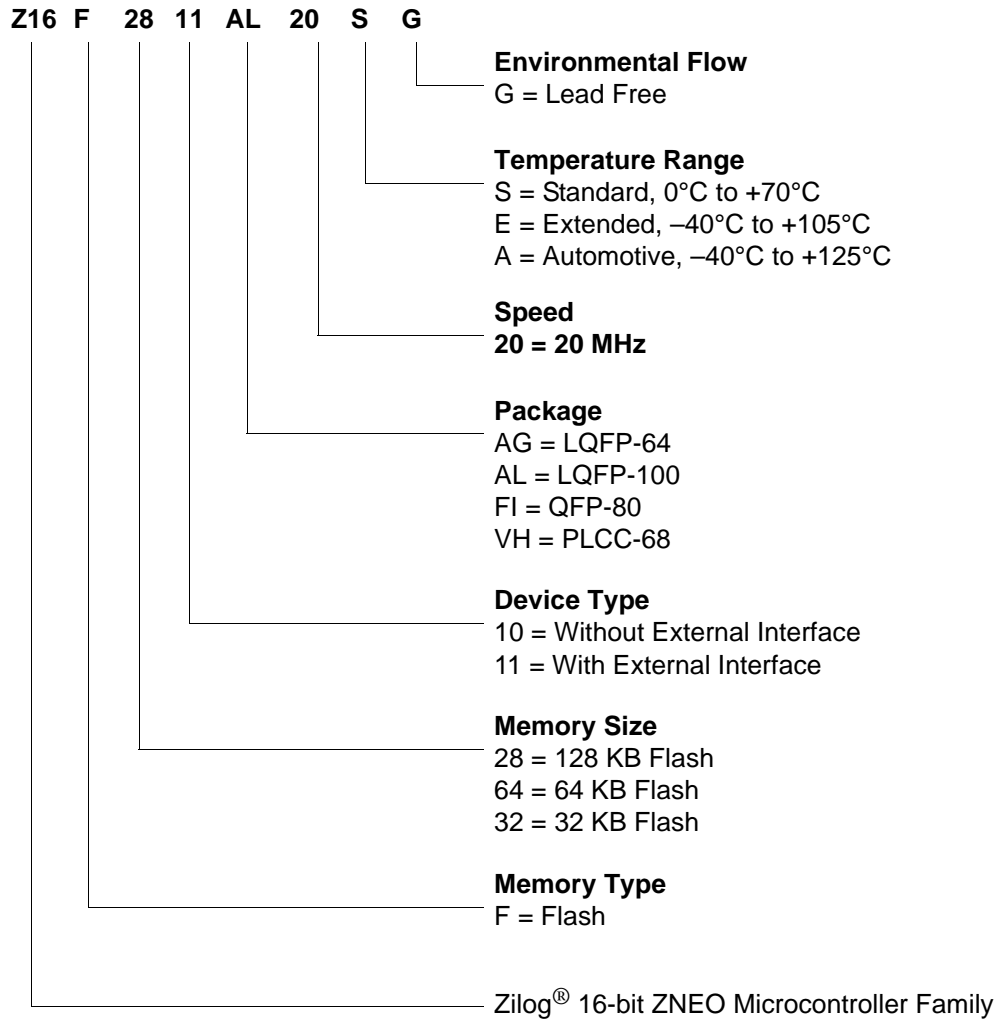 Z16 F 28 11 AL 20 S G
Environmental Flow
G = Lead Free
Temperature Range
S = Standard, 0°C to +70°C
E = Extended, –40°C to +105°C
A = Automotive, –40°C to +125°C
Speed
20 = 20 MHz
Package
AG = LQFP-64
AL = LQFP-100
FI = QFP-80
VH = PLCC-68
Device Type
10 = Without External Interface
11 = With External Interface
Memory Size
28 = 128 KB Flash
64 = 64 KB Flash
32 = 32 KB Flash
Memory Type
F = Flash
Zilog® 16-bit ZNEO Microcontroller Family